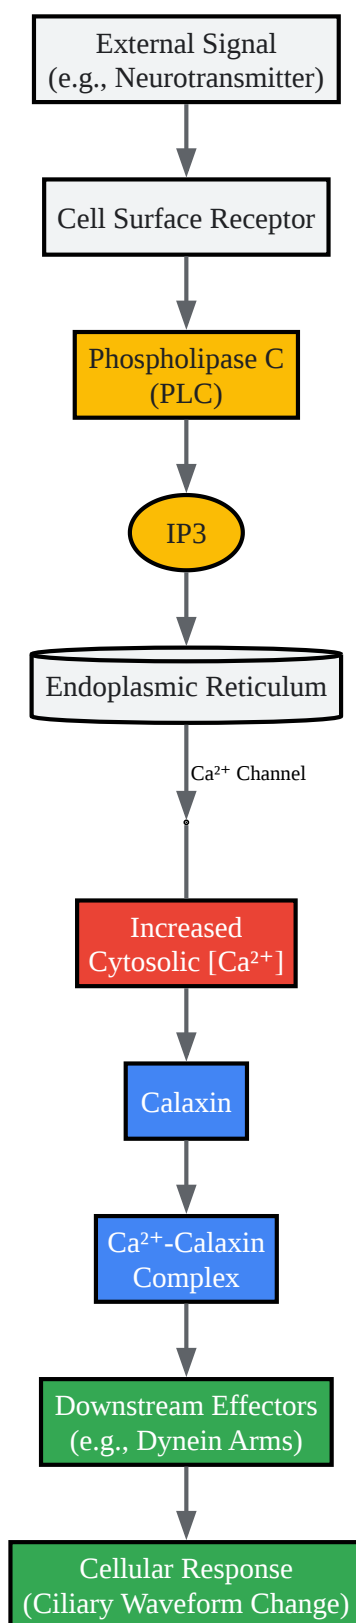 External Signal
(e.g., Neurotransmitter)
Cell Surface Receptor
Phospholipase C
(PLC)
IP3
Endoplasmic Reticulum
Ca²⁺ Channel
Increased
Cytosolic [Ca²⁺]
Calaxin
Ca²⁺-Calaxin
Complex
Downstream Effectors
(e.g., Dynein Arms)
Cellular Response
(Ciliary Waveform Change)